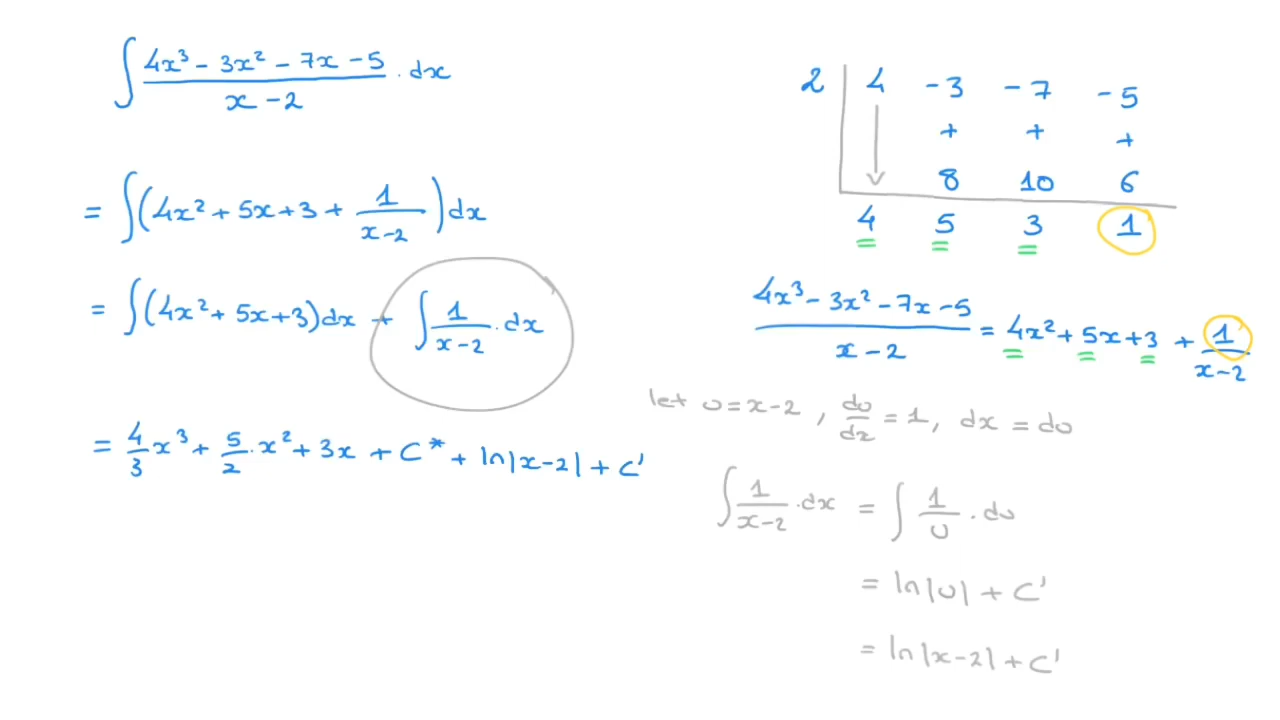 ∫ (4x³ − 3x² − 7x − 5)/(x − 2) · dx
= ∫(4x² + 5x + 3 + 1/(x−2)) dx
= ∫(4x² + 5x + 3) dx + ∫ 1/(x−2) · dx
= 4/3 x³ + 5/2 · x² + 3x + C* + ln|x−2| + C'
2 | 4 −3 −7 −5
+ + +
8 10 6
4 5 3 1
(4x³ − 3x² − 7x − 5)/(x − 2) = 4x² + 5x + 3 + 1/(x−2)
let u = x−2, du/dx = 1, dx = du
∫ 1/(x−2) · dx = ∫ 1/u · du
= ln|u| + C'
= ln|x−2| + C'